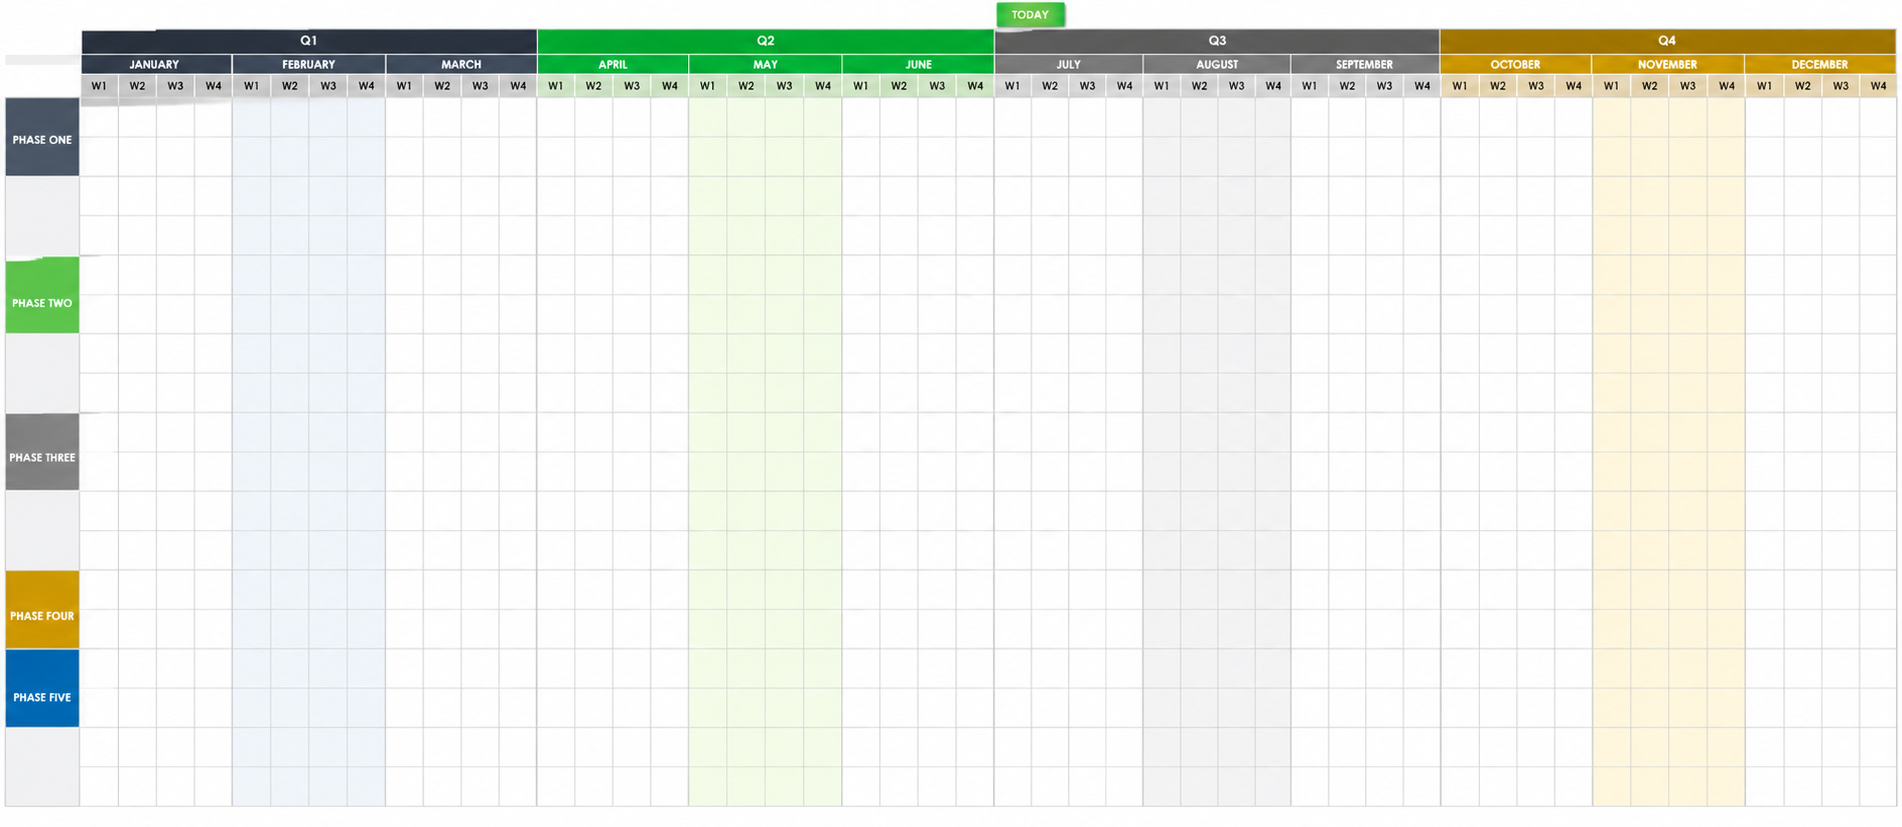 TODAY
Q1 Q2 Q3 Q4
JANUARY FEBRUARY MARCH APRIL MAY JUNE JULY AUGUST SEPTEMBER OCTOBER NOVEMBER DECEMBER
W1 W2 W3 W4 W1 W2 W3 W4 W1 W2 W3 W4 W1 W2 W3 W4 W1 W2 W3 W4 W1 W2 W3 W4 W1 W2 W3 W4 W1 W2 W3 W4 W1 W2 W3 W4 W1 W2 W3 W4 W1 W2 W3 W4 W1 W2 W3 W4
PHASE ONE
PHASE TWO
PHASE THREE
PHASE FOUR
PHASE FIVE